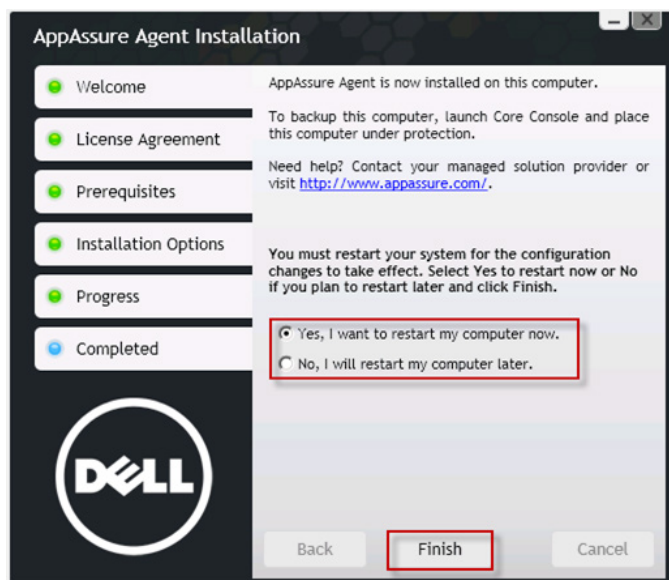 AppAssure Agent Installation
Welcome
License Agreement
Prerequisites
Installation Options
Progress
Completed
DELL
AppAssure Agent is now installed on this computer.
To backup this computer, launch Core Console and place
this computer under protection.
Need help? Contact your managed solution provider or
visit http://www.appassure.com/.
You must restart your system for the configuration
changes to take effect. Select Yes to restart now or No
if you plan to restart later and click Finish.
Yes, I want to restart my computer now.
No, I will restart my computer later.
Back Finish Cancel